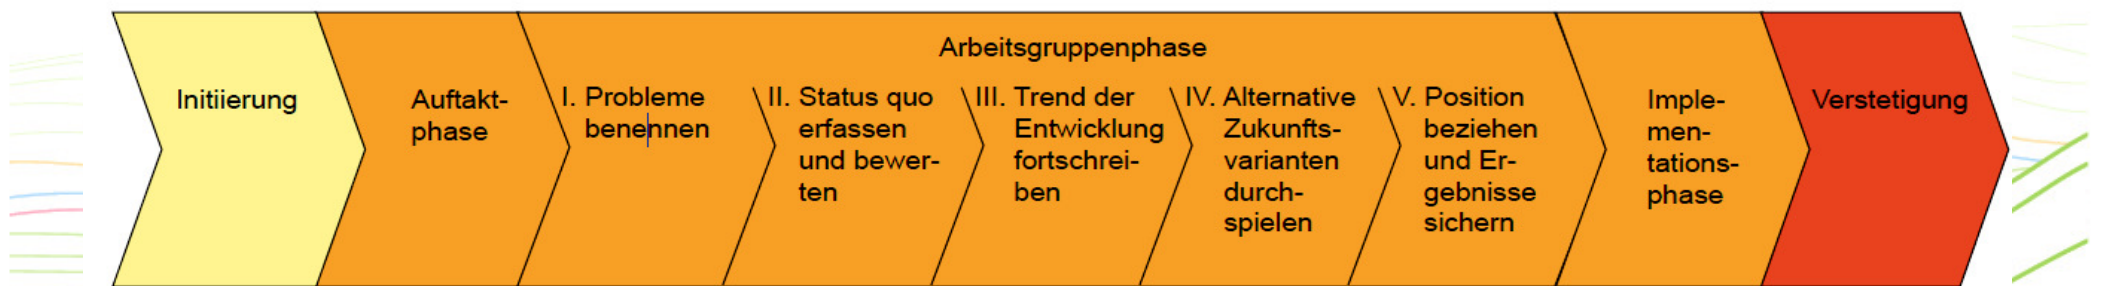 Arbeitsgruppenphase
Initiierung
Auftakt-
phase
I. Probleme
benennen
II. Status quo
erfassen
und bewer-
ten
III. Trend der
Entwicklung
fortschrei-
ben
IV. Alternative
Zukunfts-
varianten
durch-
spielen
V. Position
beziehen
und Er-
gebnisse
sichern
Imple-
men-
tations-
phase
Verstetigung